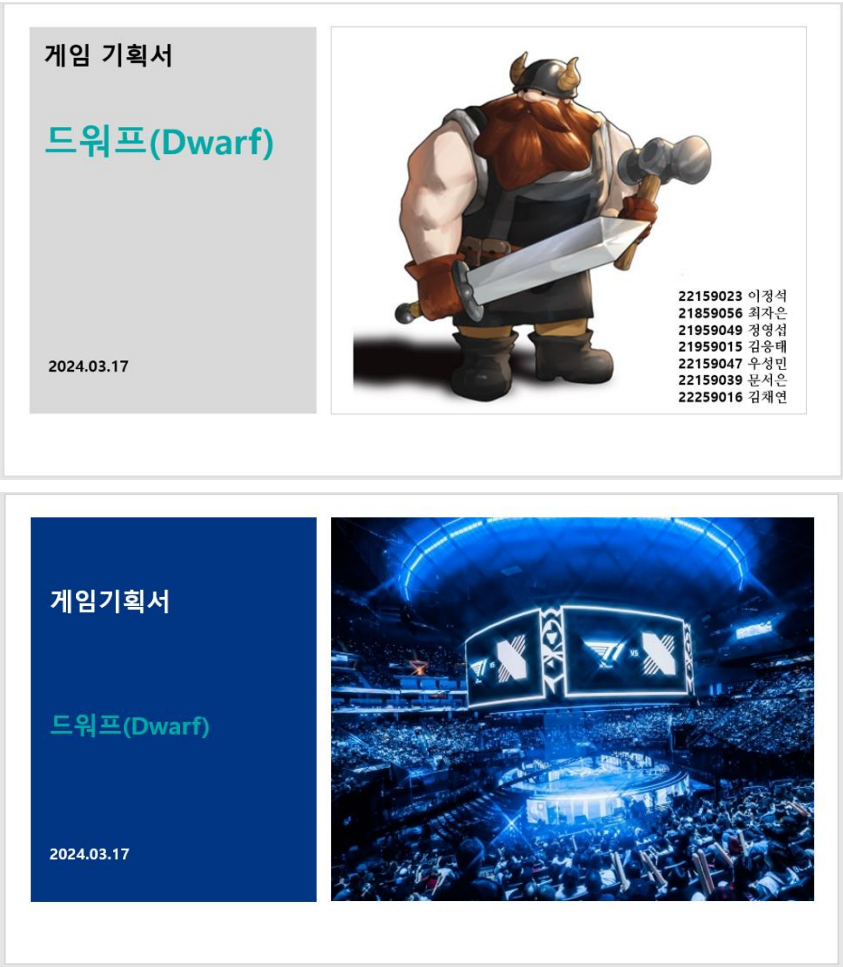 게임 기획서
드워프(Dwarf)
2024.03.17
22159023 이정석
21859056 최자은
21959049 정영섭
21959015 김응태
22159047 우성민
22159039 문서은
22259016 김채연
게임기획서
드워프(Dwarf)
2024.03.17
VS
VS